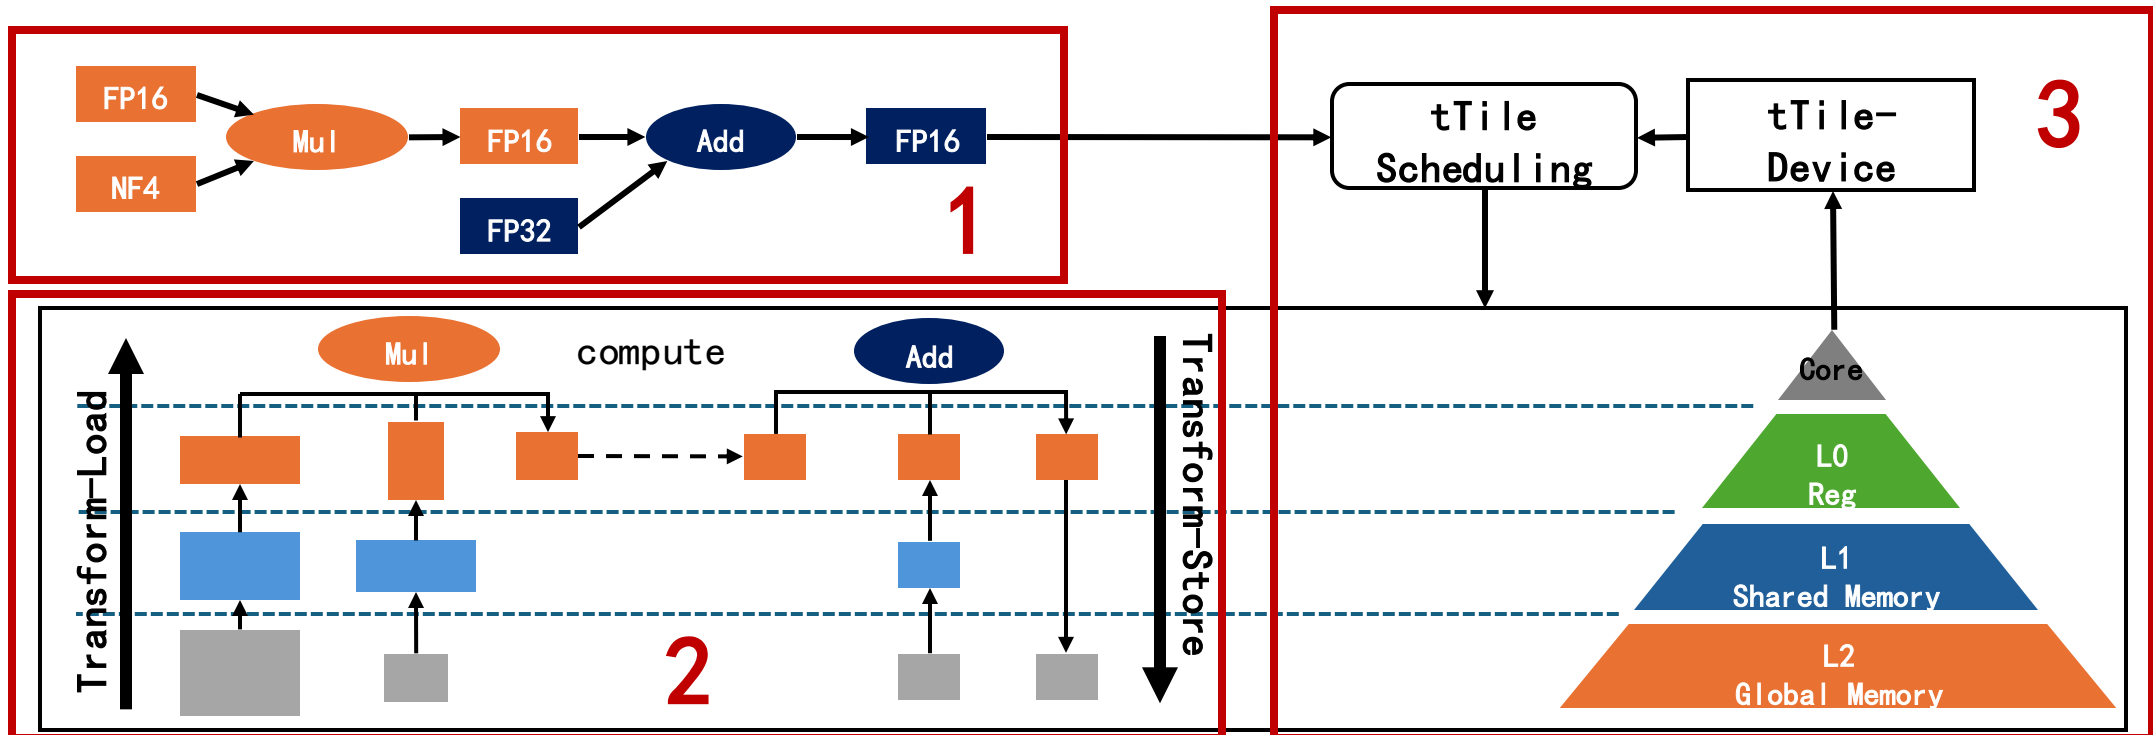 FP16
NF4
Mul
FP16
FP32
Add
FP16
1
tTile
Scheduling
tTile-
Device
3
Transform-Load
Mul
compute
Add
Transform-Store
2
Core
L0
Reg
L1
Shared Memory
L2
Global Memory